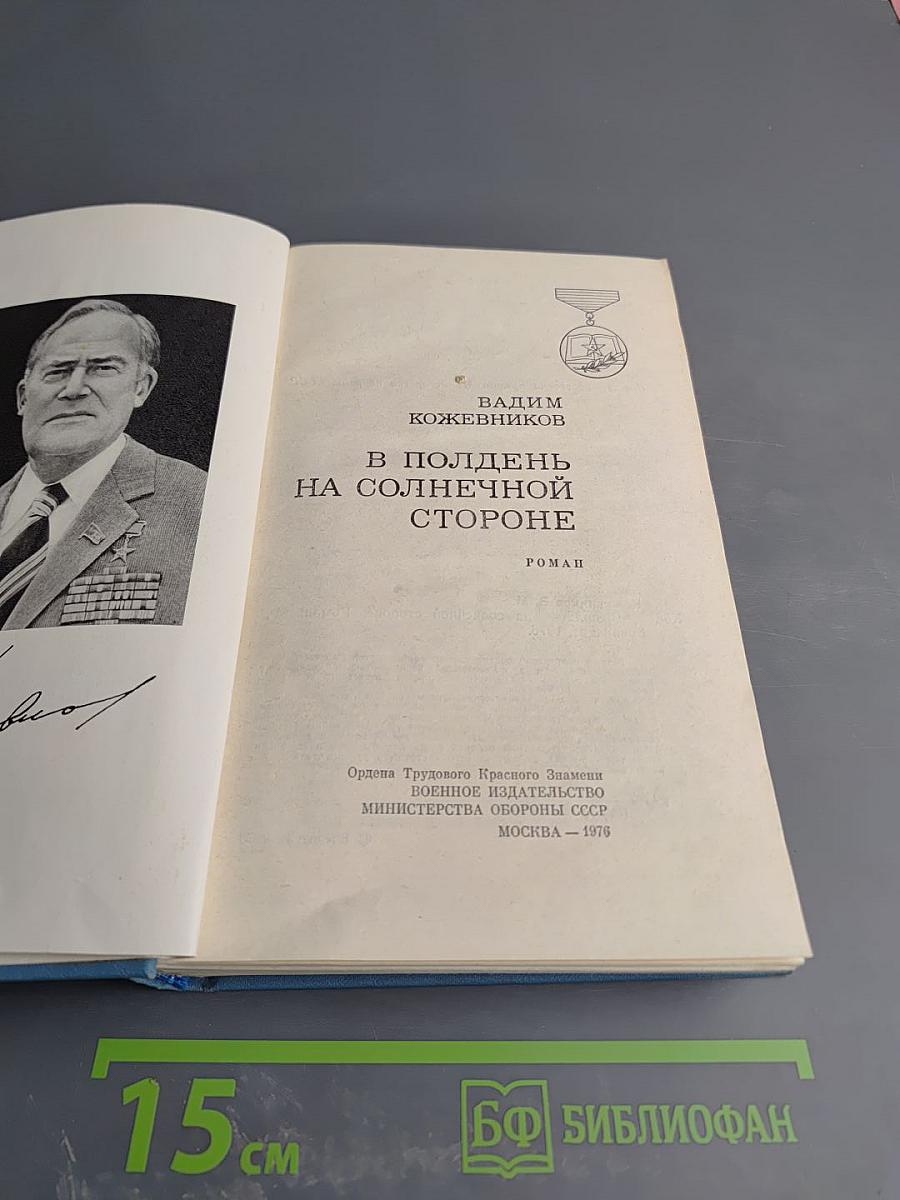 ВАДИМ
КОЖЕВНИКОВ
В ПОЛДЕНЬ
НА СОЛНЕЧНОЙ
СТОРОНЕ
РОМАН
Ордена Трудового Красного Знамени
ВОЕННОЕ ИЗДАТЕЛЬСТВО
МИНИСТЕРСТВА ОБОРОНЫ СССР
МОСКВА — 1976
15 см
БФ БИБЛИОФАН